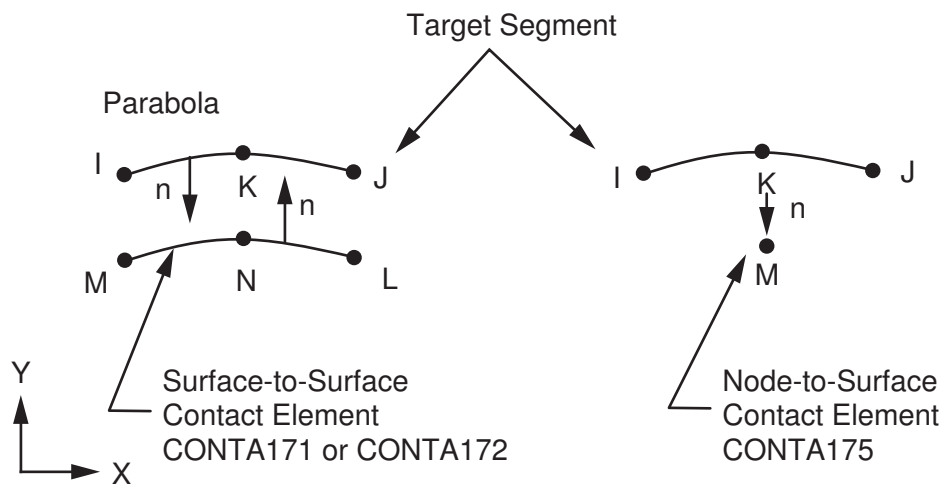 Target Segment
Parabola
I
K
J
n
n
M
N
L
I
K
J
n
M
Y
X
Surface-to-Surface
Contact Element
CONTA171 or CONTA172
Node-to-Surface
Contact Element
CONTA175